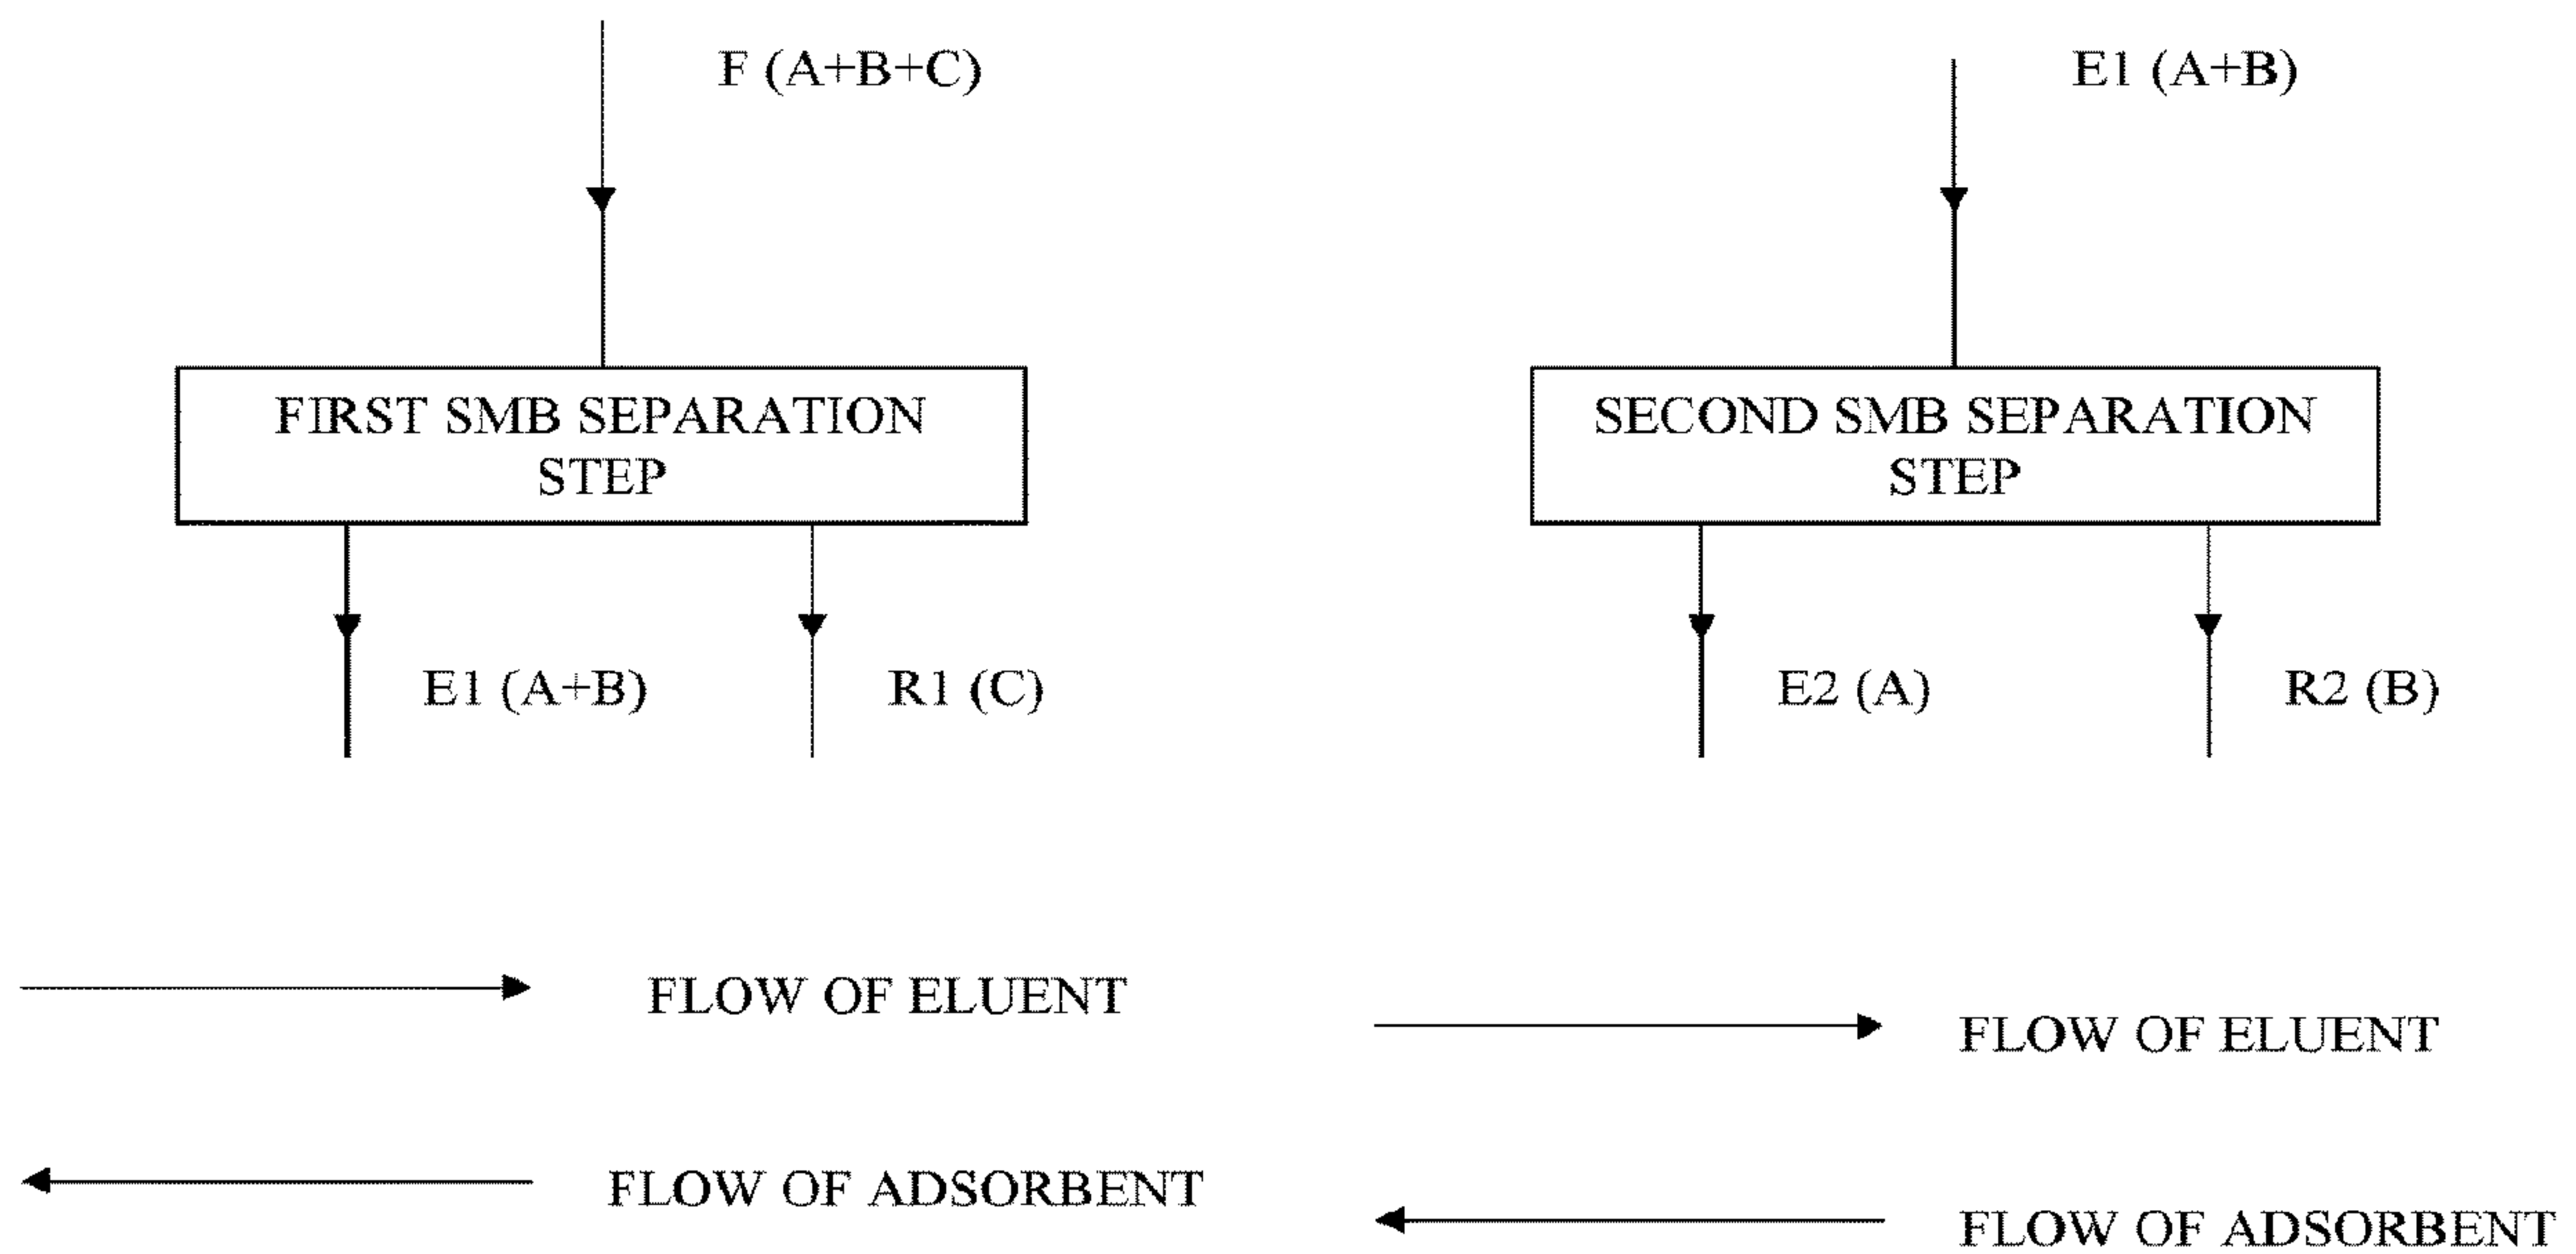 F (A+B+C)
FIRST SMB SEPARATION
STEP
E1 (A+B)
R1 (C)
FLOW OF ELUENT
FLOW OF ADSORBENT
E1 (A+B)
SECOND SMB SEPARATION
STEP
E2 (A)
R2 (B)
FLOW OF ELUENT
FLOW OF ADSORBENT